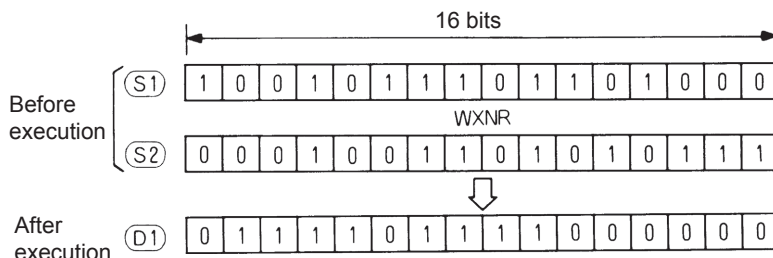 16 bits
Before
execution
S1 1 0 0 1 0 1 1 1 0 1 1 0 1 0 0 0
WXNR
S2 0 0 0 1 0 0 1 1 0 1 0 1 0 1 1 1
After
execution
D1 0 1 1 1 1 0 1 1 1 1 0 0 0 0 0 0